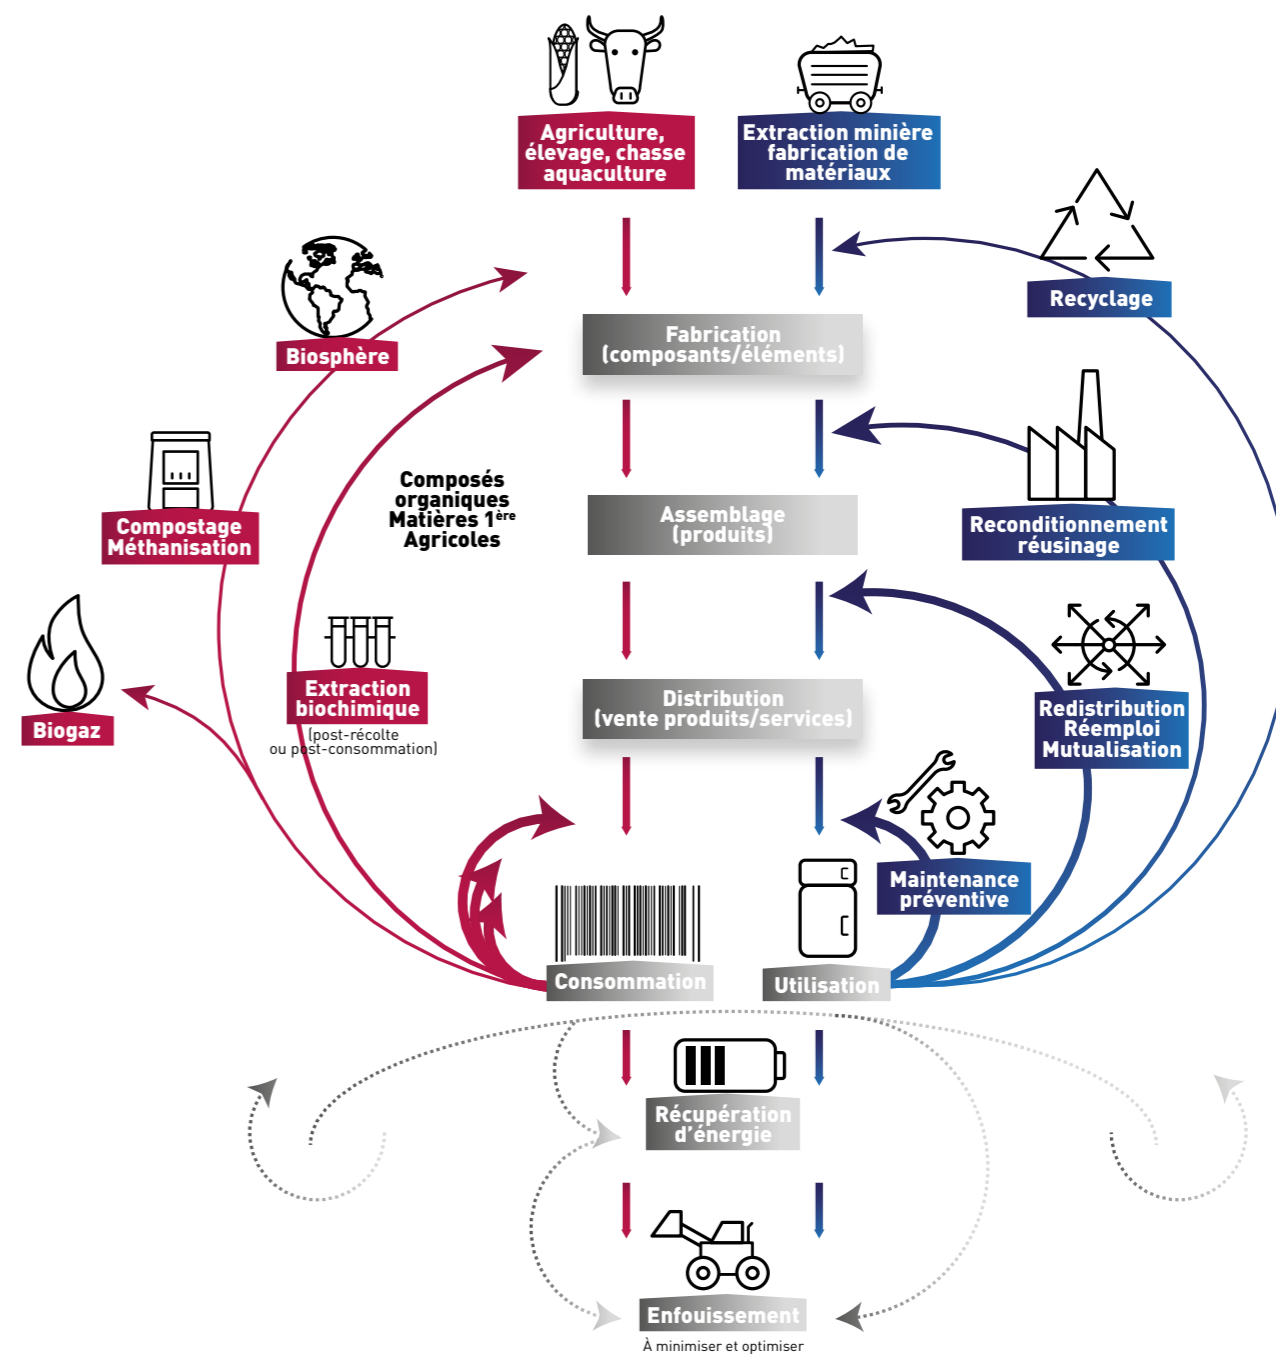 Agriculture,
élevage, chasse
aquaculture
Extraction minière
fabrication de
matériaux
Recyclage
Fabrication
(composants/éléments)
Biosphère
Composés
organiques
Matières 1ère
Agricoles
Compostage
Méthanisation
Assemblage
(produits)
Reconditionnement
réusinage
Extraction
biochimique
(post-récolte
ou post-consommation)
Biogaz
Distribution
(vente produits/services)
Redistribution
Réemploi
Mutualisation
Maintenance
préventive
Consommation
Utilisation
Récupération
d'énergie
Enfouissement
À minimiser et optimiser